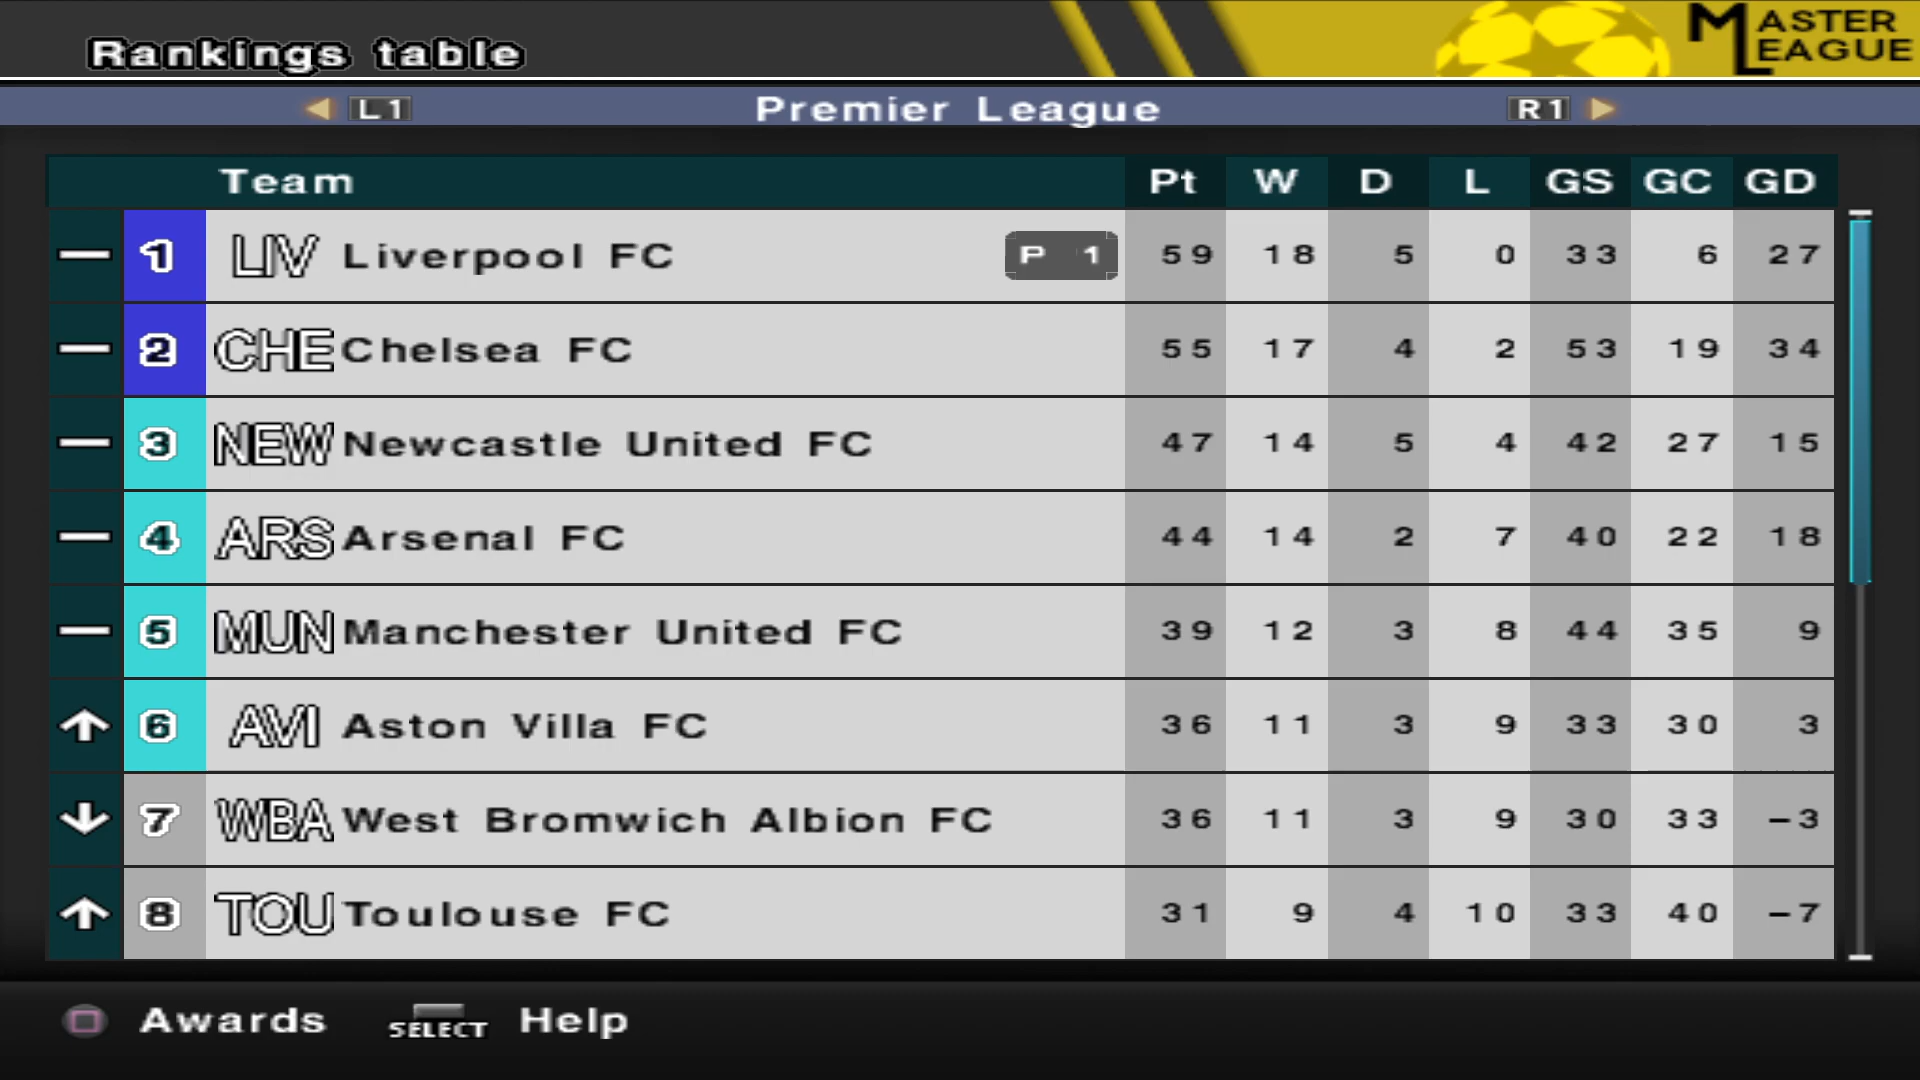 Rankings table
MASTER LEAGUE
L1 Premier League R1
Team Pt W D L GS GC GD
1 LIV Liverpool FC P 1 59 18 5 0 33 6 27
2 CHE Chelsea FC 55 17 4 2 53 19 34
3 NEW Newcastle United FC 47 14 5 4 42 27 15
4 ARS Arsenal FC 44 14 2 7 40 22 18
5 MUN Manchester United FC 39 12 3 8 44 35 9
6 AVI Aston Villa FC 36 11 3 9 33 30 3
7 WBA West Bromwich Albion FC 36 11 3 9 30 33 -3
8 TOU Toulouse FC 31 9 4 10 33 40 -7
Awards SELECT Help